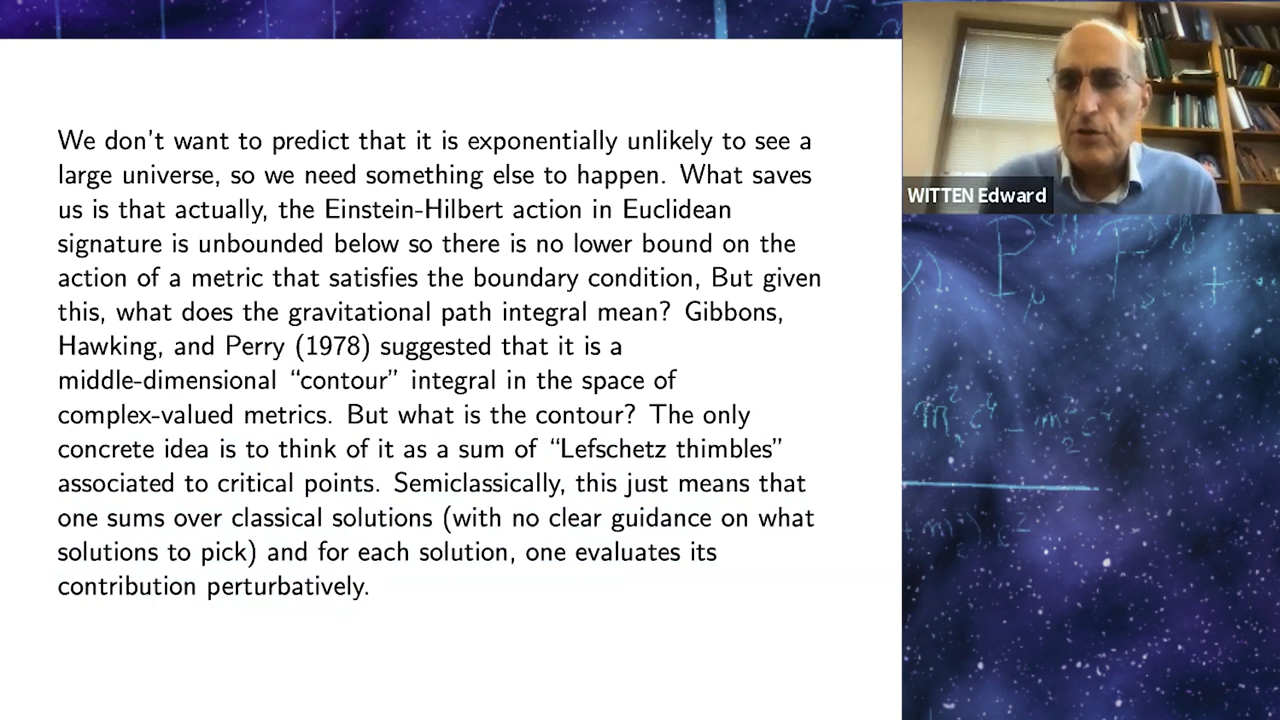 We don't want to predict that it is exponentially unlikely to see a
large universe, so we need something else to happen. What saves
us is that actually, the Einstein-Hilbert action in Euclidean
signature is unbounded below so there is no lower bound on the
action of a metric that satisfies the boundary condition, But given
this, what does the gravitational path integral mean? Gibbons,
Hawking, and Perry (1978) suggested that it is a
middle-dimensional “contour” integral in the space of
complex-valued metrics. But what is the contour? The only
concrete idea is to think of it as a sum of “Lefschetz thimbles”
associated to critical points. Semiclassically, this just means that
one sums over classical solutions (with no clear guidance on what
solutions to pick) and for each solution, one evaluates its
contribution perturbatively.
WITTEN Edward